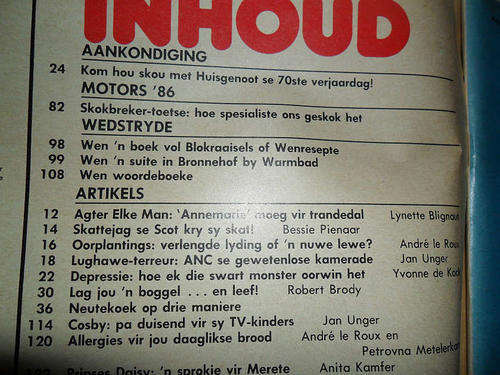 INHOUD
AANKONDIGING
24 Kom hou skou met Huisgenoot se 70ste verjaardag!
MOTORS '86
82 Skokbreker-toetse: hoe spesialiste ons geskok het
WEDSTRYDE
98 Wen 'n boek vol Blokraaisels of Wenresepte
99 Wen 'n suite in Bronnehof by Warmbad
108 Wen woordeboeke
ARTIKELS
12 Agter Elke Man: 'Annemarie' moeg vir trandedal Lynette Blignaut
14 Skattejag se Scot kry sy skat! Bessie Pienaar
16 Oorplantings: verlengde lyding of 'n nuwe lewe? André le Roux
18 Lughawe-terreur: ANC se gewetenlose kamerade Jan Unger
22 Depressie: hoe ek die swart monster oorwin het Yvonne de Kock
30 Lag jou 'n boggel ... en leef! Robert Brody
36 Neutekoek op drie maniere
114 Cosby: pa duisend vir sy TV-kinders Jan Unger
120 Allergies vir jou daaglikse brood André le Roux en
Petrovna Metelerkamp
Prinses Daisy: 'n sprokie vir Merete Anita Kamfer